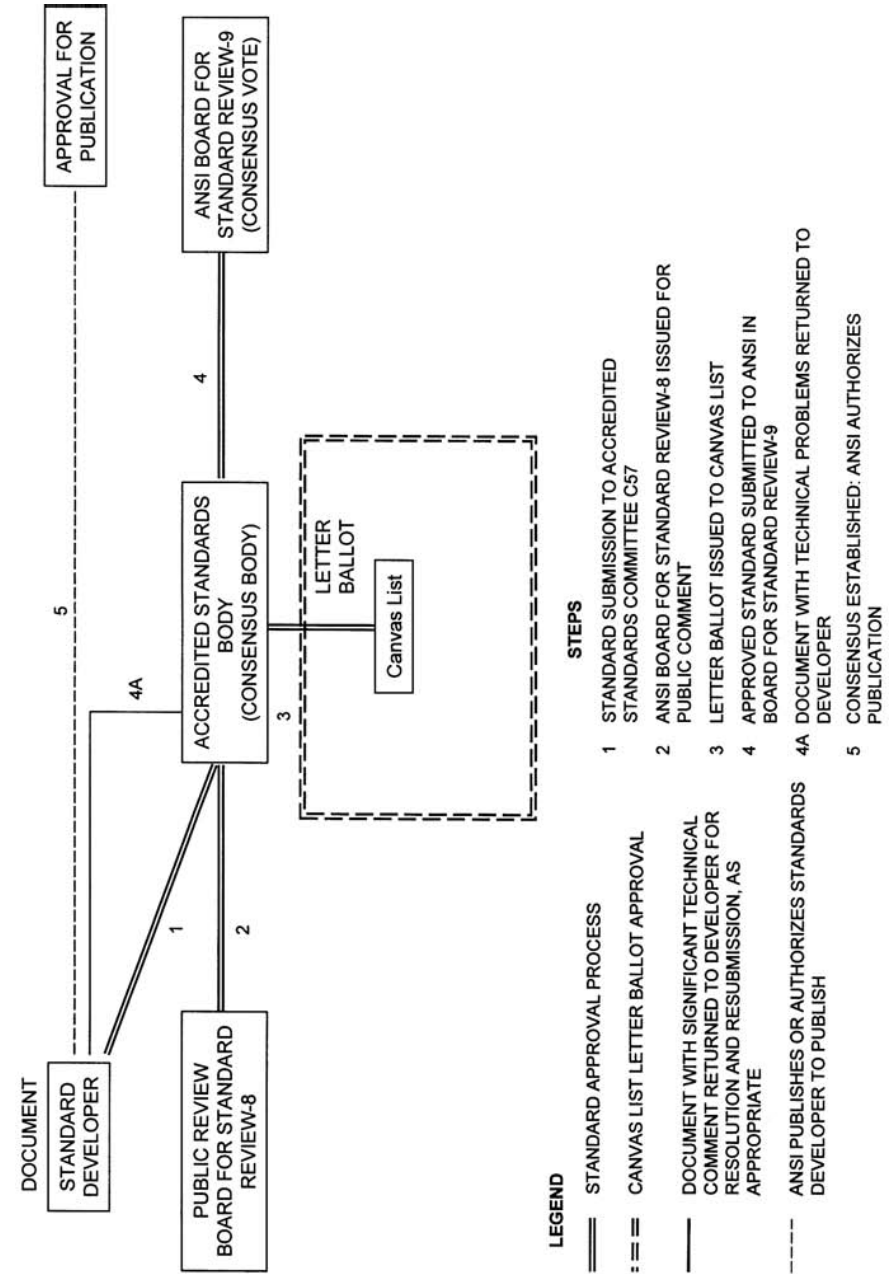 DOCUMENT
STANDARD
DEVELOPER
5
APPROVAL FOR
PUBLICATION
4A
1
PUBLIC REVIEW
BOARD FOR STANDARD
REVIEW-8
2
ACCREDITED STANDARDS
BODY
(CONSENSUS BODY)
4
ANSI BOARD FOR
STANDARD REVIEW-9
(CONSENSUS VOTE)
3
LETTER
BALLOT
Canvas List
LEGEND
STANDARD APPROVAL PROCESS
CANVAS LIST LETTER BALLOT APPROVAL
DOCUMENT WITH SIGNIFICANT TECHNICAL
COMMENT RETURNED TO DEVELOPER FOR
RESOLUTION AND RESUBMISSION, AS
APPROPRIATE
ANSI PUBLISHES OR AUTHORIZES STANDARDS
DEVELOPER TO PUBLISH
STEPS
1 STANDARD SUBMISSION TO ACCREDITED
STANDARDS COMMITTEE C57
2 ANSI BOARD FOR STANDARD REVIEW-8 ISSUED FOR
PUBLIC COMMENT
3 LETTER BALLOT ISSUED TO CANVAS LIST
4 APPROVED STANDARD SUBMITTED TO ANSI IN
BOARD FOR STANDARD REVIEW-9
4A DOCUMENT WITH TECHNICAL PROBLEMS RETURNED TO
DEVELOPER
5 CONSENSUS ESTABLISHED: ANSI AUTHORIZES
PUBLICATION